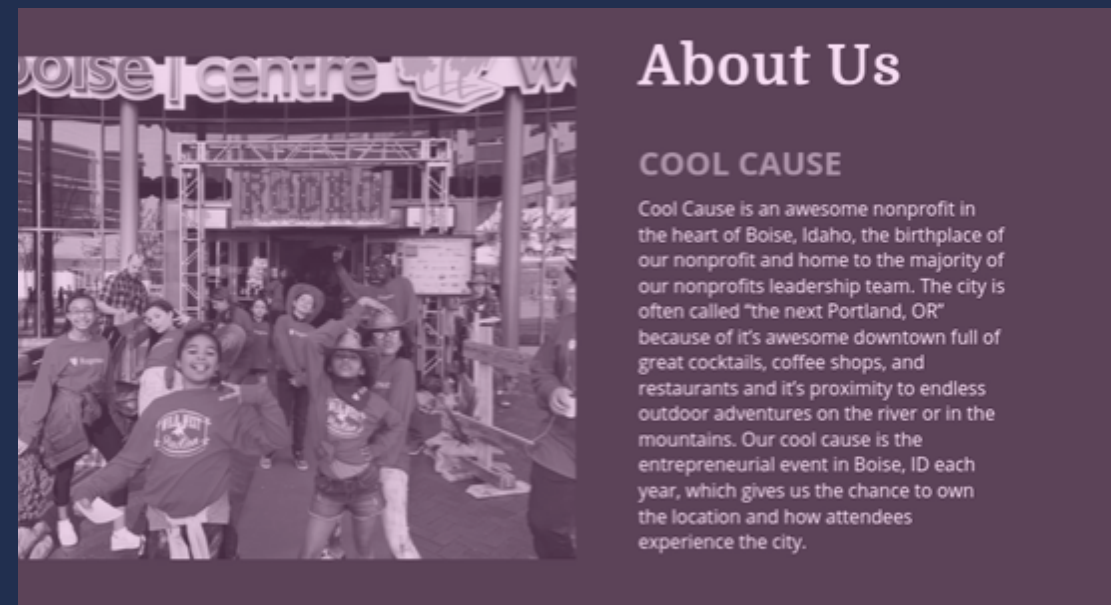 oise | centre
RODEO
About Us
COOL CAUSE
Cool Cause is an awesome nonprofit in
the heart of Boise, Idaho, the birthplace of
our nonprofit and home to the majority of
our nonprofits leadership team. The city is
often called “the next Portland, OR”
because of it’s awesome downtown full of
great cocktails, coffee shops, and
restaurants and it’s proximity to endless
outdoor adventures on the river or in the
mountains. Our cool cause is the
entrepreneurial event in Boise, ID each
year, which gives us the chance to own
the location and how attendees
experience the city.